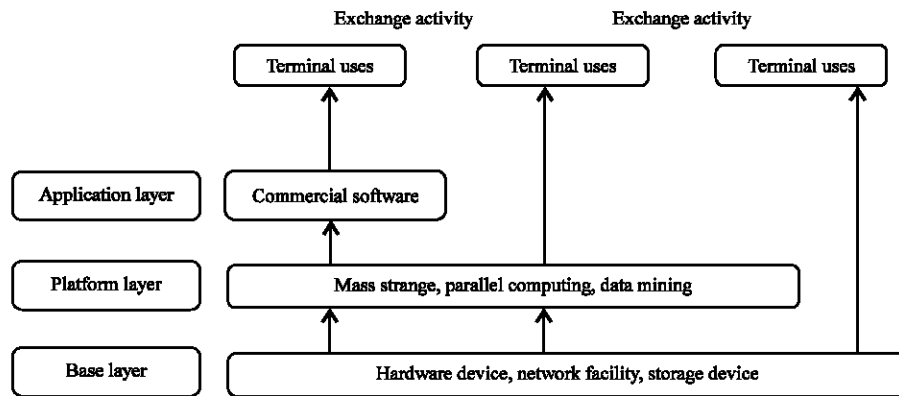 Exchange activity Exchange activity
Terminal uses Terminal uses Terminal uses
Application layer Commercial software
Platform layer Mass strange, parallel computing, data mining
Base layer Hardware device, network facility, storage device